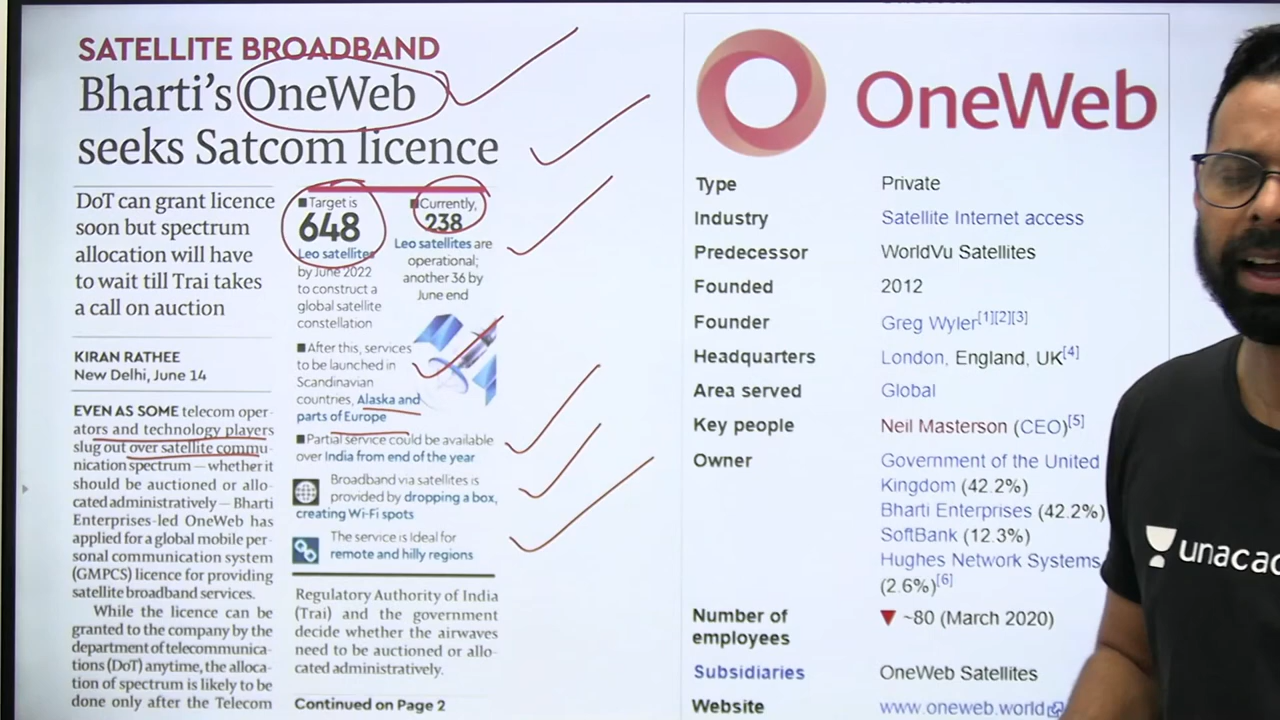 SATELLITE BROADBAND
Bharti's OneWeb
seeks Satcom licence
DoT can grant licence
soon but spectrum
allocation will have
to wait till Trai takes
a call on auction
KIRAN RATHEE
New Delhi, June 14
EVEN AS SOME telecom oper-
ators and technology players
slug out over satellite commu-
nication spectrum — whether it
should be auctioned or allo-
cated administratively — Bharti
Enterprises-led OneWeb has
applied for a global mobile per-
sonal communication system
(GMPCS) licence for providing
satellite broadband services.
While the licence can be
granted to the company by the
department of telecommunica-
tions (DoT) anytime, the alloca-
tion of spectrum is likely to be
done only after the Telecom
■Target is
648
Leo satellites
by June 2022
to construct a
global satellite
constellation
■Currently,
238
Leo satellites are
operational;
another 36 by
June end
■After this, services
to be launched in
Scandinavian
countries, Alaska and
parts of Europe
■Partial service could be available
over India from end of the year
Broadband via satellites is
provided by dropping a box,
creating Wi-Fi spots
The service is Ideal for
remote and hilly regions
Regulatory Authority of India
(Trai) and the government
decide whether the airwaves
need to be auctioned or allo-
cated administratively.
Continued on Page 2
OneWeb
Type Private
Industry Satellite Internet access
Predecessor WorldVu Satellites
Founded 2012
Founder Greg Wyler[1][2][3]
Headquarters London, England, UK[4]
Area served Global
Key people Neil Masterson (CEO)[5]
Owner Government of the United
Kingdom (42.2%)
Bharti Enterprises (42.2%)
SoftBank (12.3%)
Hughes Network Systems
(2.6%)[6]
Number of ▼ ~80 (March 2020)
employees
Subsidiaries OneWeb Satellites
Website www.oneweb.world
unacad